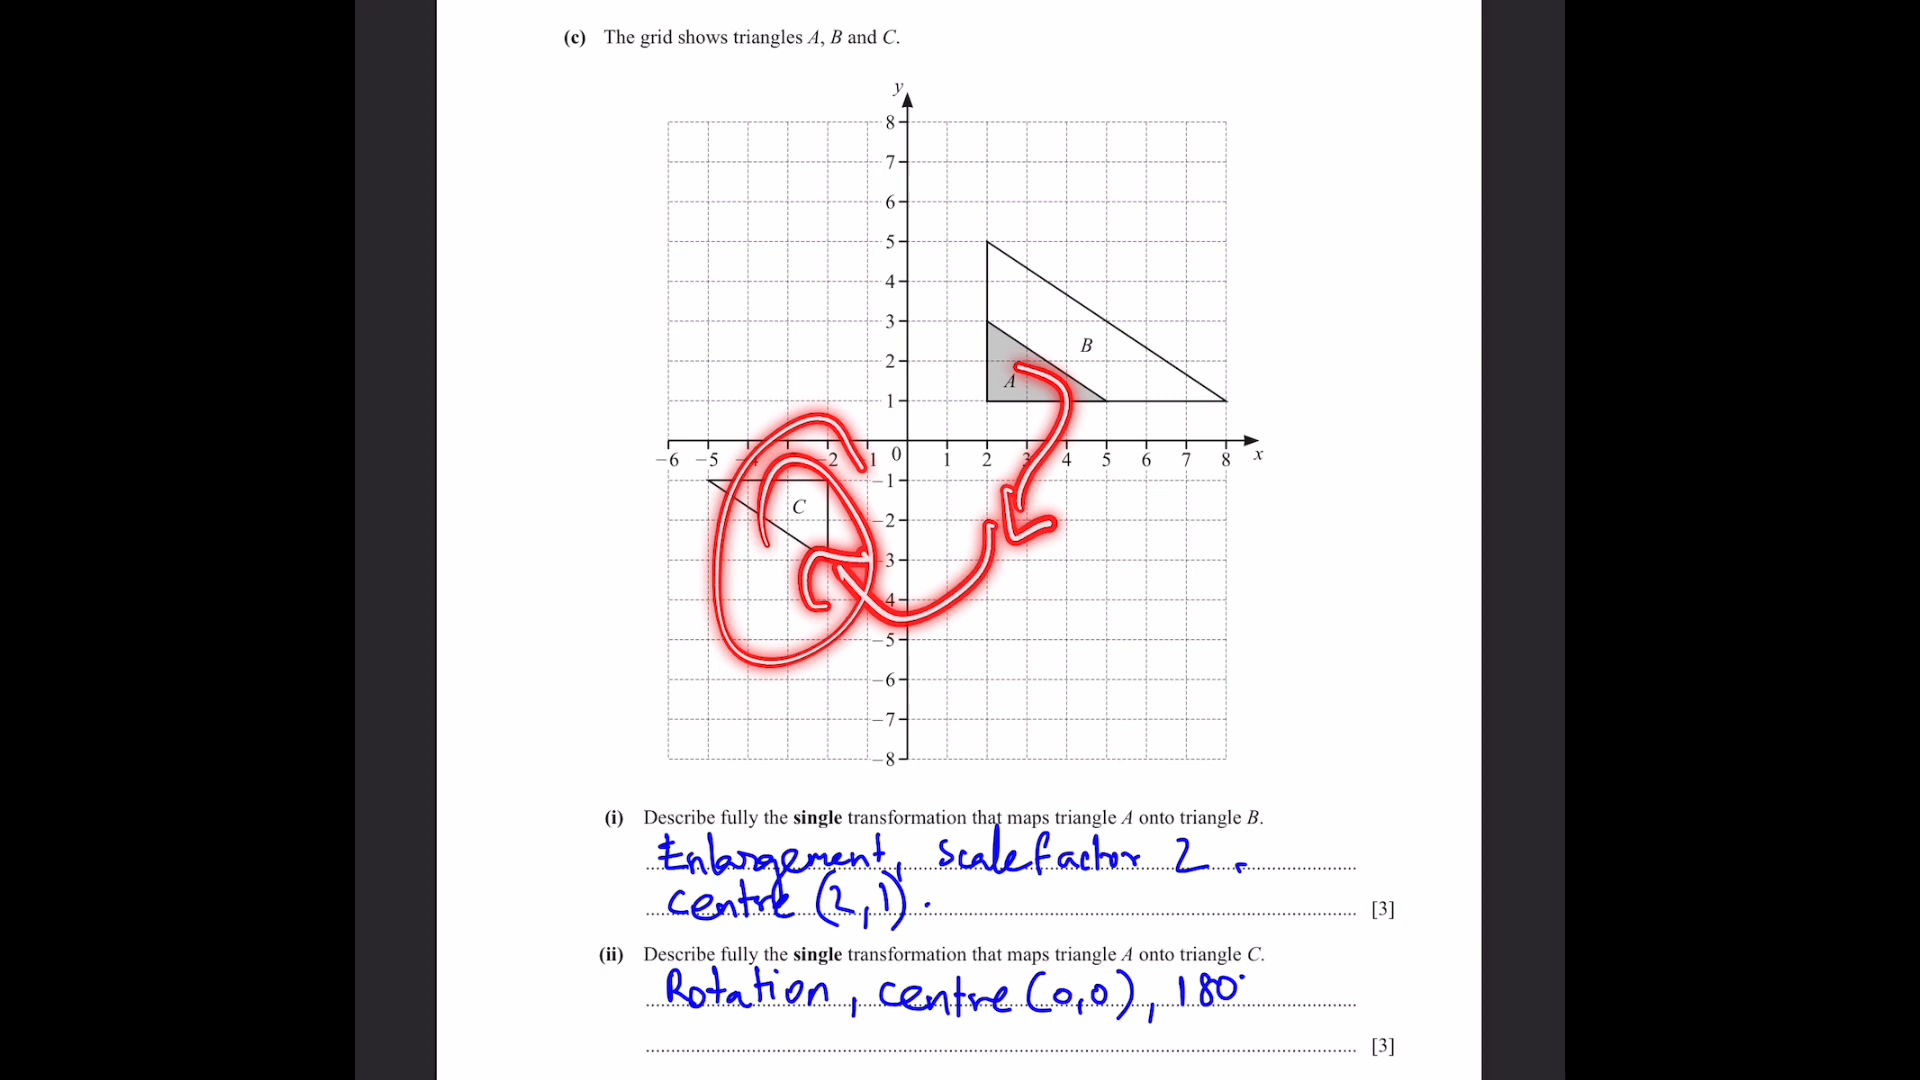 (c) The grid shows triangles A, B and C.
y
8
7
6
5
4
3
2
1
B
A
-6 -5 -2 1 0 1 2 3 4 5 6 7 8 x
-1
C
-2
3
4
-5
-6
-7
-8
(i) Describe fully the single transformation that maps triangle A onto triangle B.
Enlargement, scale factor 2.
centre (2,1). [3]
(ii) Describe fully the single transformation that maps triangle A onto triangle C.
Rotation, centre (0,0), 180°
[3]